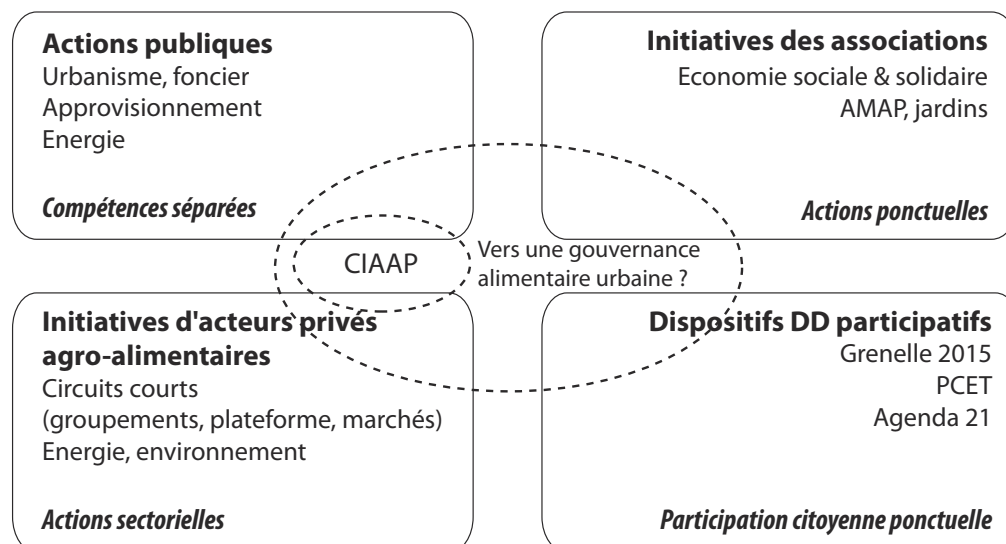 Actions publiques
Urbanisme, foncier
Approvisionnement
Energie
Compétences séparées
Initiatives des associations
Economie sociale & solidaire
AMAP, jardins
Actions ponctuelles
CIAAP
Vers une gouvernance
alimentaire urbaine ?
Initiatives d'acteurs privés
agro-alimentaires
Circuits courts
(groupements, plateforme, marchés)
Energie, environnement
Actions sectorielles
Dispositifs DD participatifs
Grenelle 2015
PCET
Agenda 21
Participation citoyenne ponctuelle